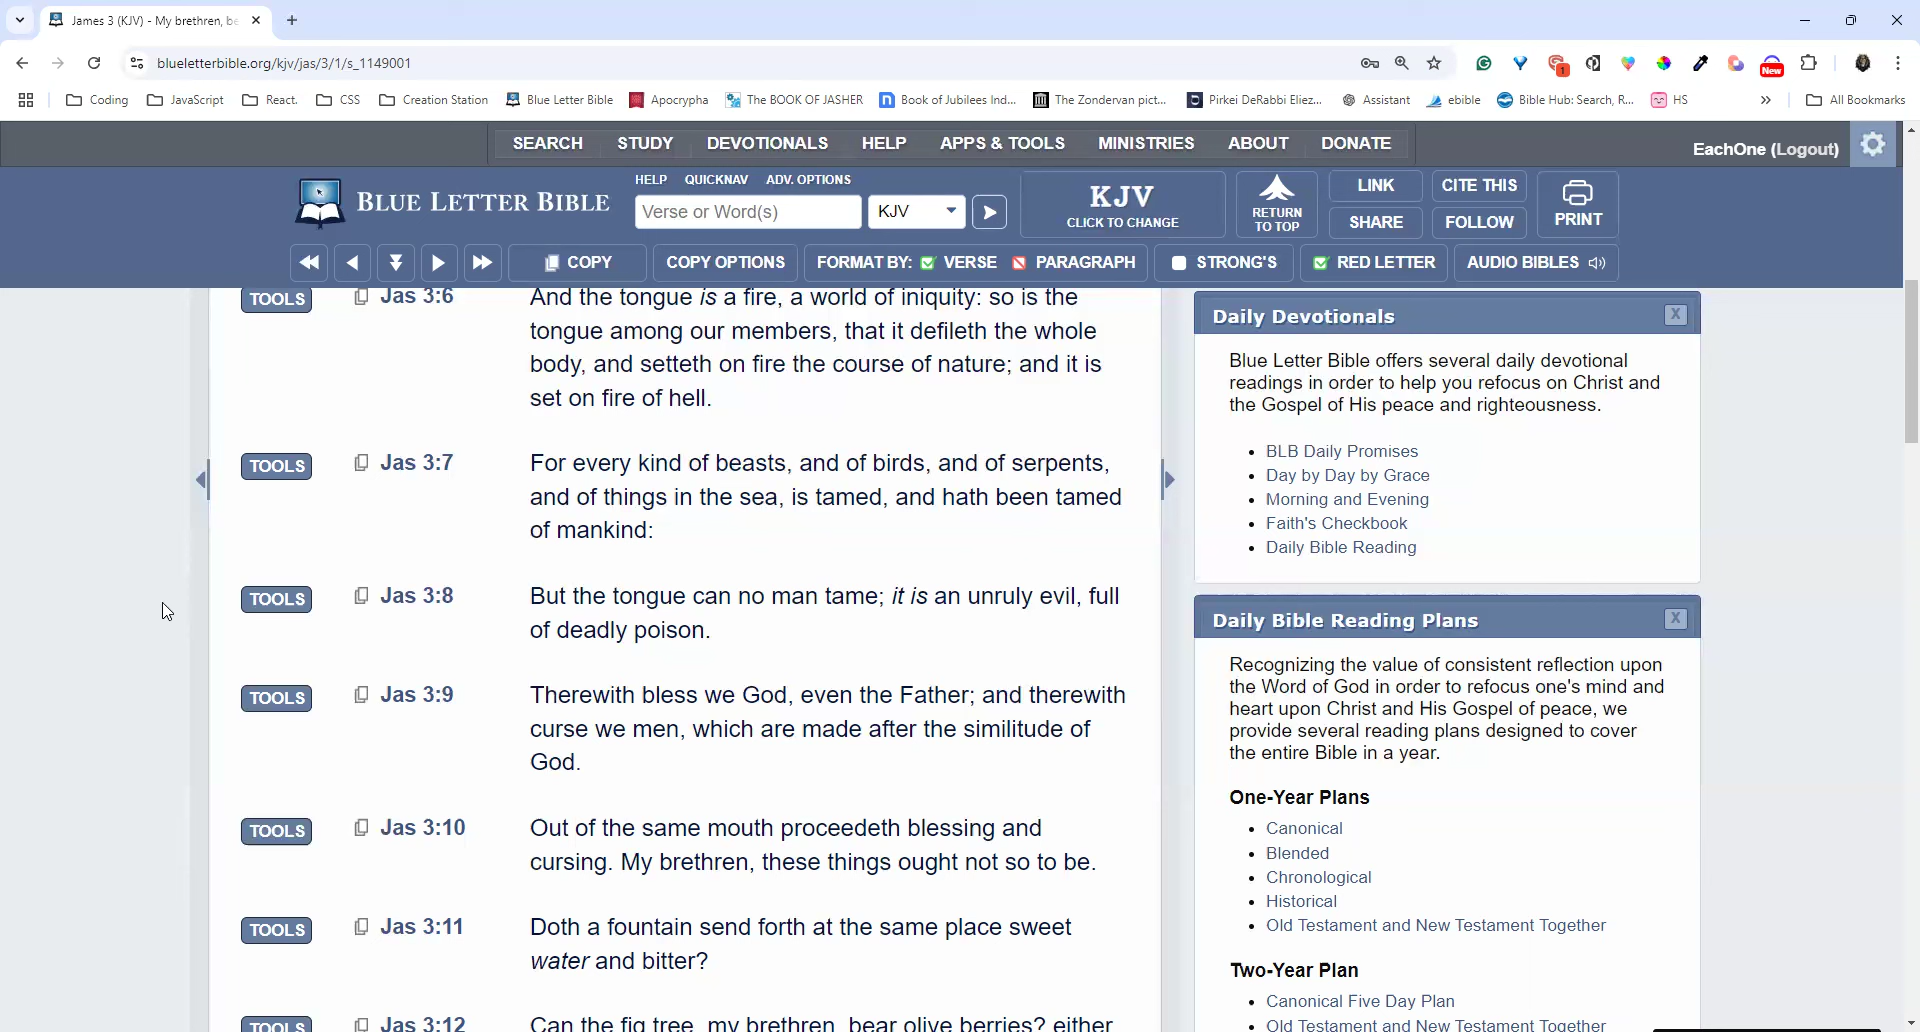 James 3 (KJV) - My brethren, be
blueletterbible.org/kjv/jas/3/1/s_1149001
1
New
Coding
JavaScript
React.
CSS
Creation Station
Blue Letter Bible
Apocrypha
The BOOK OF JASHER
Book of Jubilees Ind...
The Zondervan pict...
Pirkei DeRabbi Eliez...
Assistant
ebible
Bible Hub: Search, R...
HS
All Bookmarks
SEARCH
STUDY
DEVOTIONALS
HELP
APPS & TOOLS
MINISTRIES
ABOUT
DONATE
EachOne (Logout)
BLUE LETTER BIBLE
HELP QUICKNAV ADV. OPTIONS
Verse or Word(s)
KJV
KJV
CLICK TO CHANGE
RETURN
TO TOP
LINK
CITE THIS
SHARE
FOLLOW
PRINT
COPY
COPY OPTIONS
FORMAT BY: VERSE PARAGRAPH
STRONG'S
RED LETTER
AUDIO BIBLES
TOOLS
Jas 3:6
And the tongue is a fire, a world of iniquity: so is the
tongue among our members, that it defileth the whole
body, and setteth on fire the course of nature; and it is
set on fire of hell.
TOOLS
Jas 3:7
For every kind of beasts, and of birds, and of serpents,
and of things in the sea, is tamed, and hath been tamed
of mankind:
TOOLS
Jas 3:8
But the tongue can no man tame; it is an unruly evil, full
of deadly poison.
TOOLS
Jas 3:9
Therewith bless we God, even the Father; and therewith
curse we men, which are made after the similitude of
God.
TOOLS
Jas 3:10
Out of the same mouth proceedeth blessing and
cursing. My brethren, these things ought not so to be.
TOOLS
Jas 3:11
Doth a fountain send forth at the same place sweet
water and bitter?
TOOLS
Jas 3:12
Can the fig tree, my brethren, bear olive berries? either
Daily Devotionals
X
Blue Letter Bible offers several daily devotional
readings in order to help you refocus on Christ and
the Gospel of His peace and righteousness.
BLB Daily Promises
Day by Day by Grace
Morning and Evening
Faith's Checkbook
Daily Bible Reading
Daily Bible Reading Plans
X
Recognizing the value of consistent reflection upon
the Word of God in order to refocus one's mind and
heart upon Christ and His Gospel of peace, we
provide several reading plans designed to cover
the entire Bible in a year.
One-Year Plans
Canonical
Blended
Chronological
Historical
Old Testament and New Testament Together
Two-Year Plan
Canonical Five Day Plan
Old Testament and New Testament Together